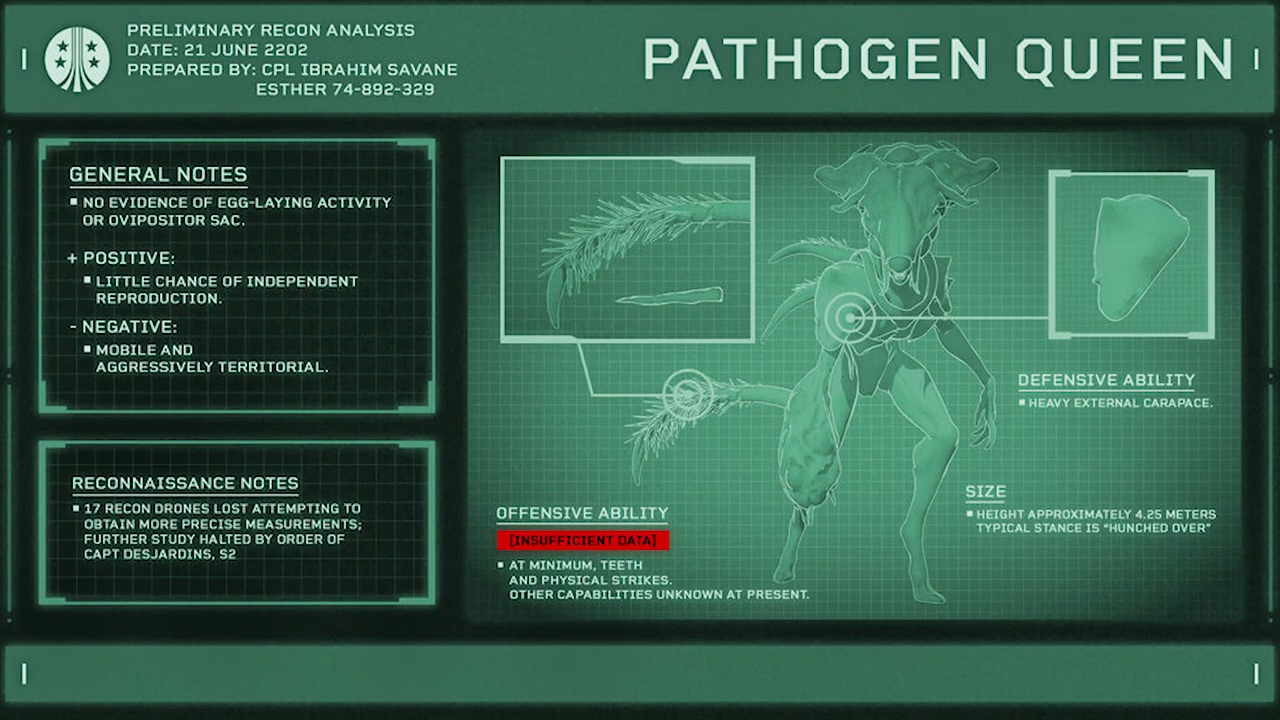 PRELIMINARY RECON ANALYSIS
DATE: 21 JUNE 2202
PREPARED BY: CPL IBRAHIM SAVANE
ESTHER 74-892-329
PATHOGEN QUEEN
GENERAL NOTES
▪ NO EVIDENCE OF EGG-LAYING ACTIVITY
OR OVIPOSITOR SAC.
+ POSITIVE:
▪ LITTLE CHANCE OF INDEPENDENT
REPRODUCTION.
- NEGATIVE:
▪ MOBILE AND
AGGRESSIVELY TERRITORIAL.
RECONNAISSANCE NOTES
▪ 17 RECON DRONES LOST ATTEMPTING TO
OBTAIN MORE PRECISE MEASUREMENTS;
FURTHER STUDY HALTED BY ORDER OF
CAPT DESJARDINS, S2
DEFENSIVE ABILITY
▪ HEAVY EXTERNAL CARAPACE.
SIZE
▪ HEIGHT APPROXIMATELY 4.25 METERS
TYPICAL STANCE IS "HUNCHED OVER"
OFFENSIVE ABILITY
[INSUFFICIENT DATA]
▪ AT MINIMUM, TEETH
AND PHYSICAL STRIKES.
OTHER CAPABILITIES UNKNOWN AT PRESENT.